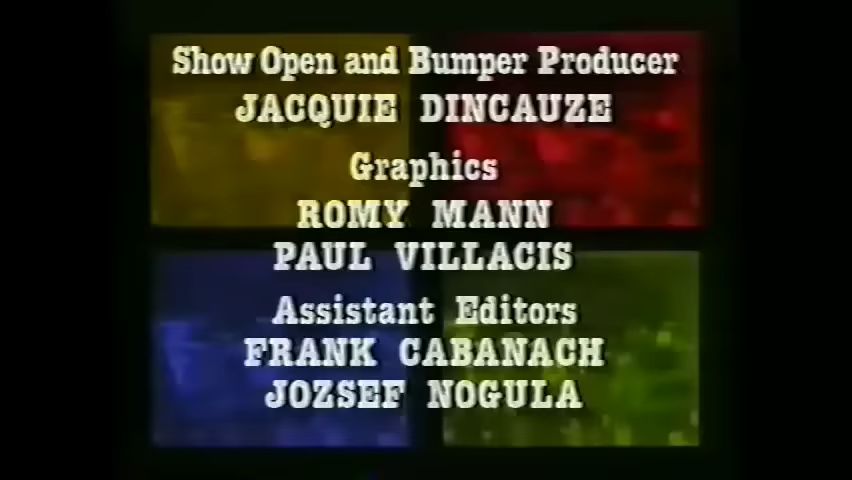 Show Open and Bumper Producer
JACQUIE DINCAUZE
Graphics
ROMY MANN
PAUL VILLACIS
Assistant Editors
FRANK CABANACH
JOZSEF NOGULA